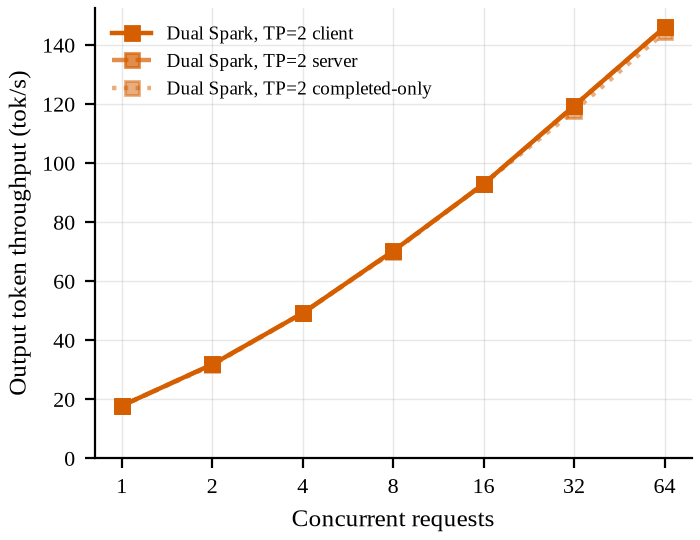 Dual Spark, TP=2 client
Dual Spark, TP=2 server
Dual Spark, TP=2 completed-only
Output token throughput (tok/s)
140
120
100
80
60
40
20
0
1 2 4 8 16 32 64
Concurrent requests